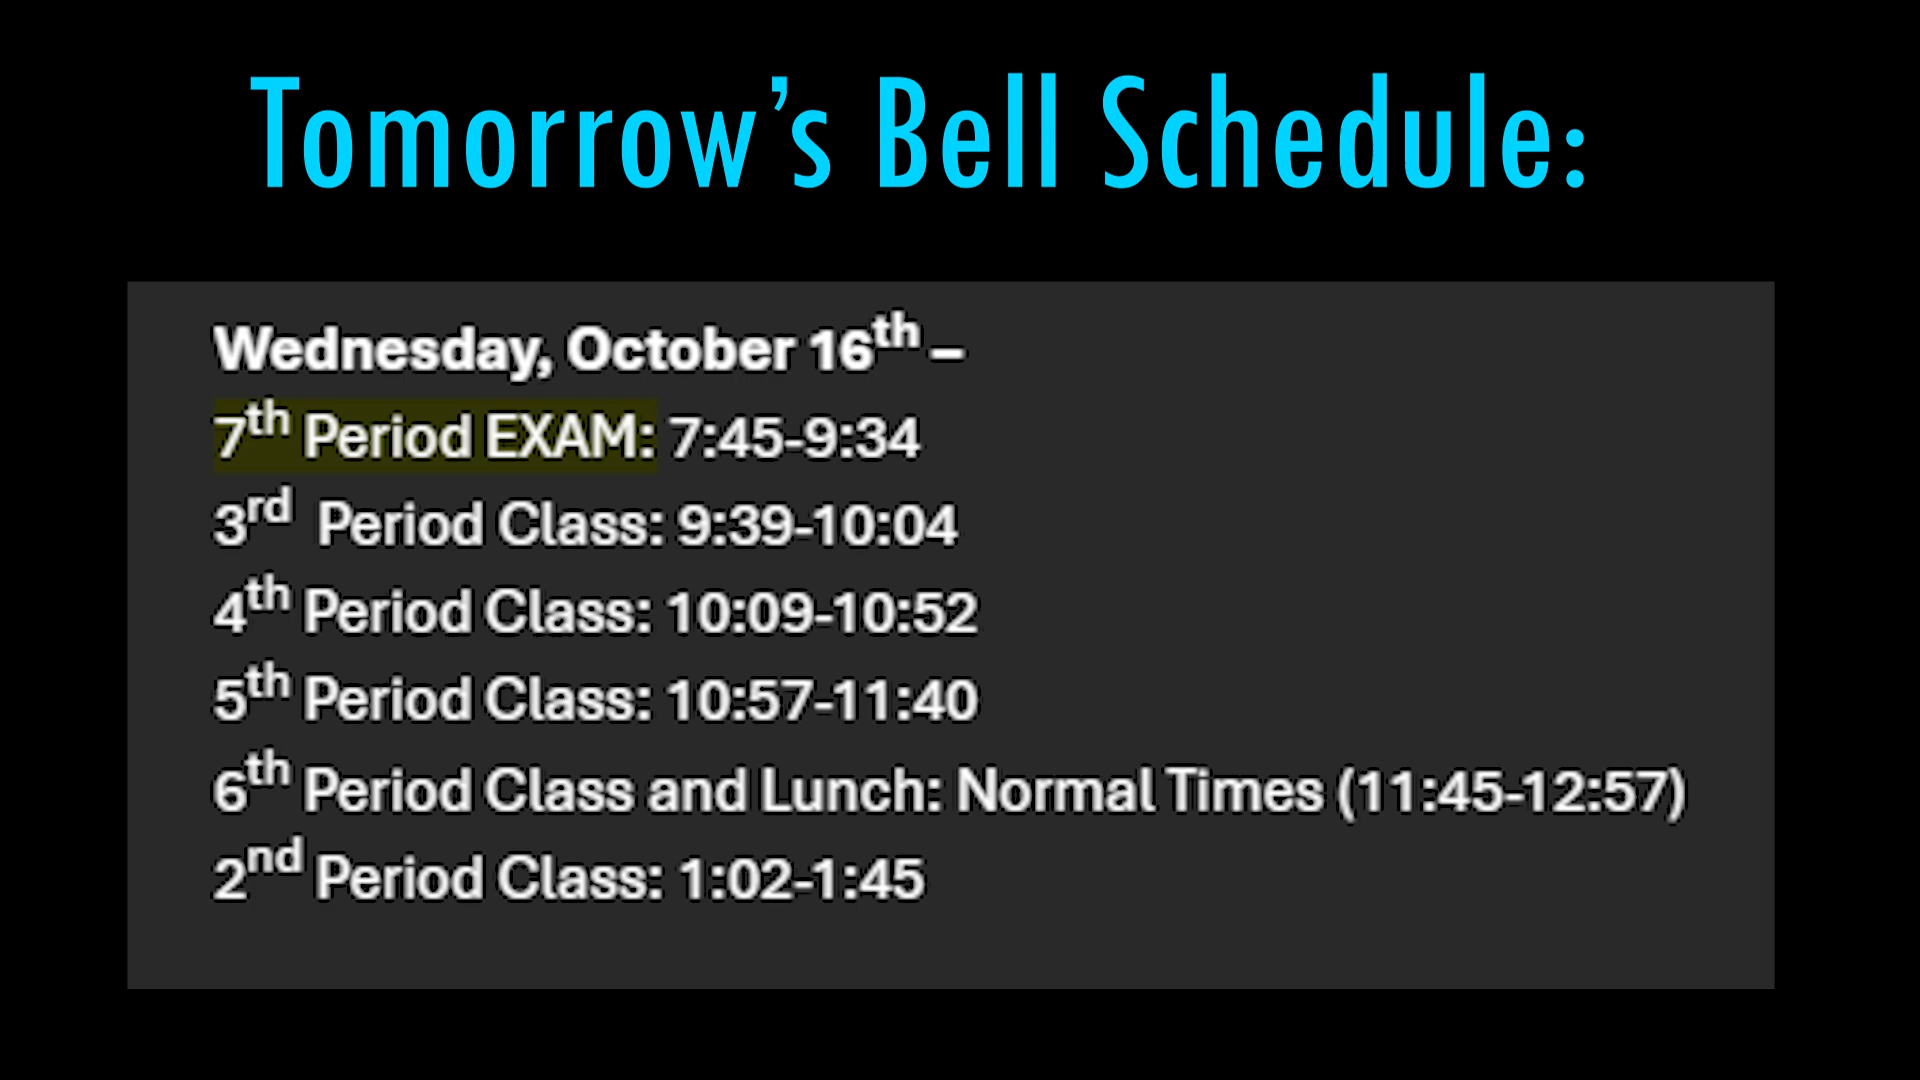 Tomorrow’s Bell Schedule:
Wednesday, October 16th –
7th Period EXAM: 7:45-9:34
3rd  Period Class: 9:39-10:04
4th Period Class: 10:09-10:52
5th Period Class: 10:57-11:40
6th Period Class and Lunch: Normal Times (11:45-12:57)
2nd Period Class: 1:02-1:45